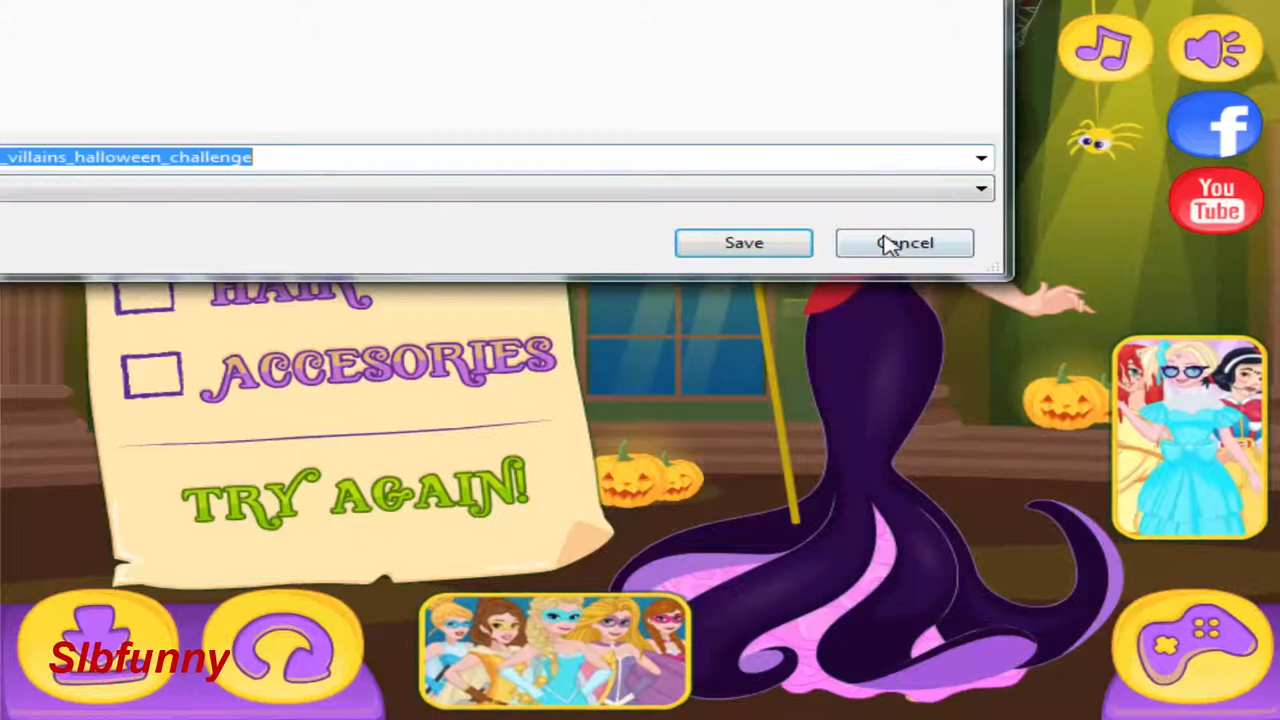 _villains_halloween_challenge
Save
Cancel
f
You
Tube
HAIR
ACCESORIES
TRY AGAIN!
Slbfunny